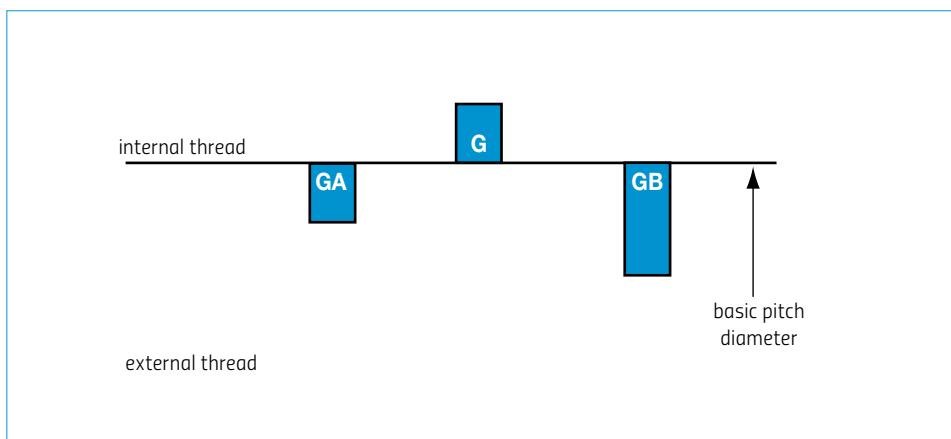 internal thread
G
GA
GB
basic pitch
diameter
external thread